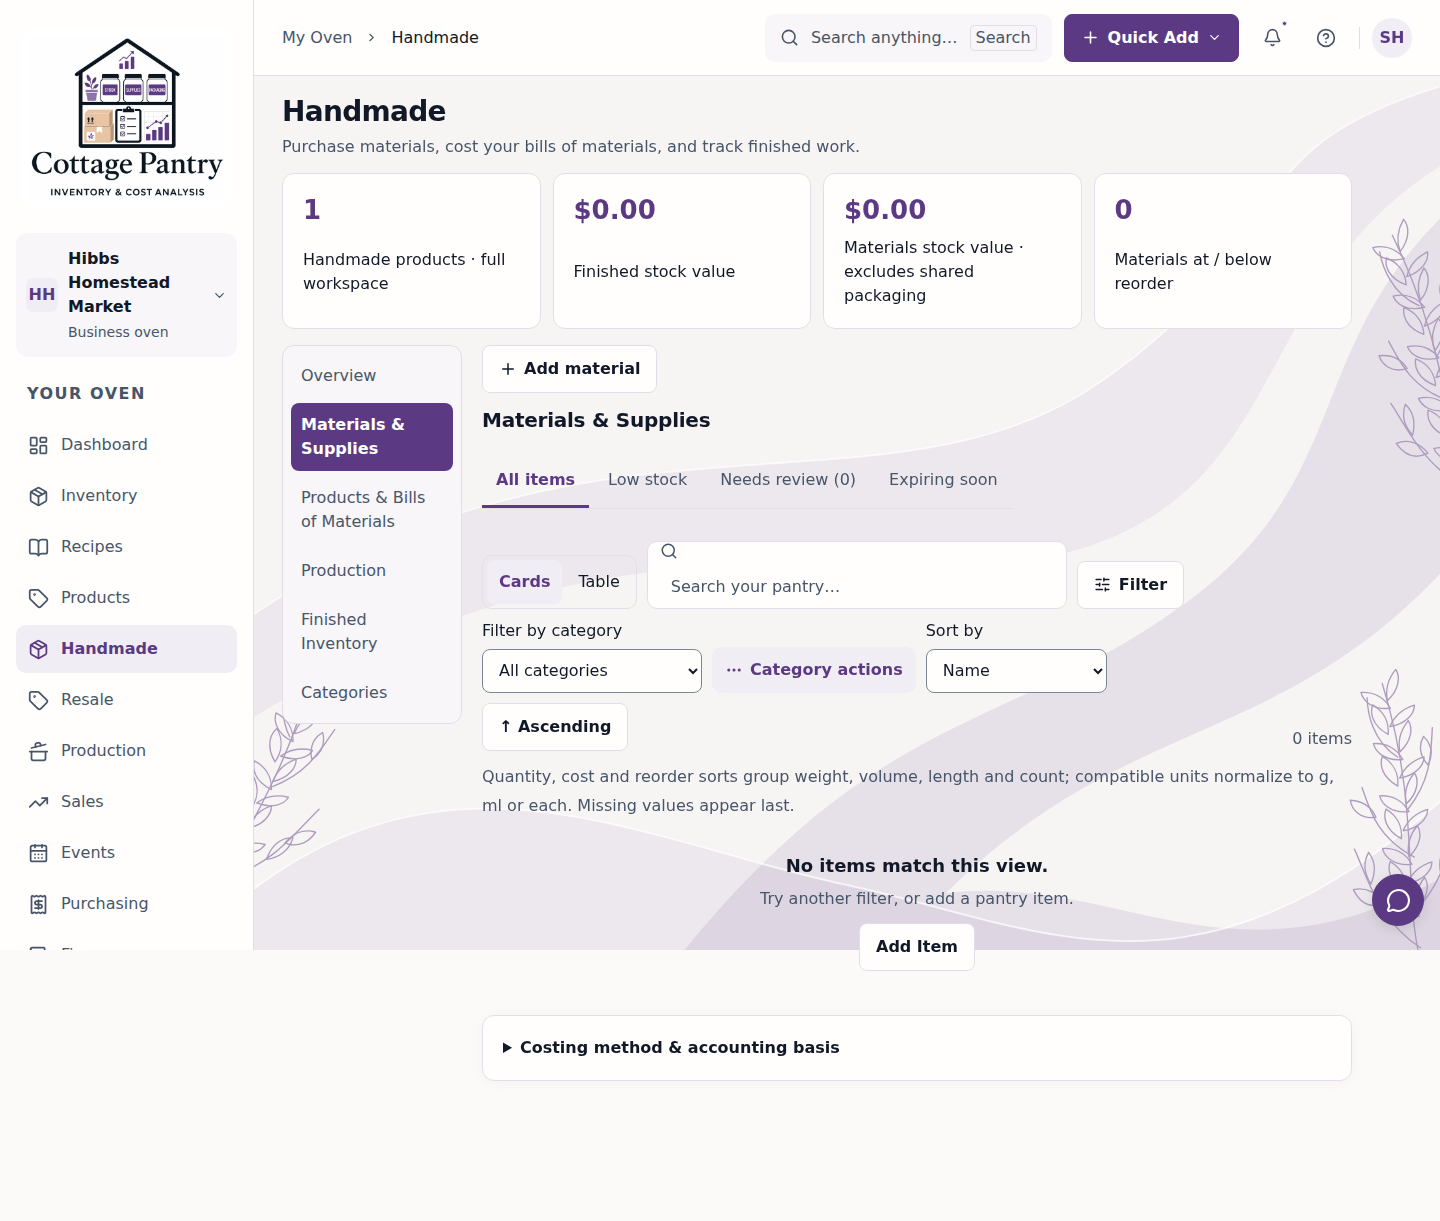 My Oven
Handmade
Search anything...
Search
Quick Add
SH
Cottage Pantry
INVENTORY & COST ANALYSIS
HH
Hibbs
Homestead
Market
Business oven
YOUR OVEN
Dashboard
Inventory
Recipes
Products
Handmade
Resale
Production
Sales
Events
Purchasing
Handmade
Purchase materials, cost your bills of materials, and track finished work.
1
Handmade products · full
workspace
$0.00
Finished stock value
$0.00
Materials stock value ·
excludes shared
packaging
0
Materials at / below
reorder
Overview
Materials &
Supplies
Products & Bills
of Materials
Production
Finished
Inventory
Categories
Add material
Materials & Supplies
All items
Low stock
Needs review (0)
Expiring soon
Cards
Table
Search your pantry...
Filter
Filter by category
Sort by
All categories
Category actions
Name
↑ Ascending
0 items
Quantity, cost and reorder sorts group weight, volume, length and count; compatible units normalize to g,
ml or each. Missing values appear last.
No items match this view.
Try another filter, or add a pantry item.
Add Item
Costing method & accounting basis